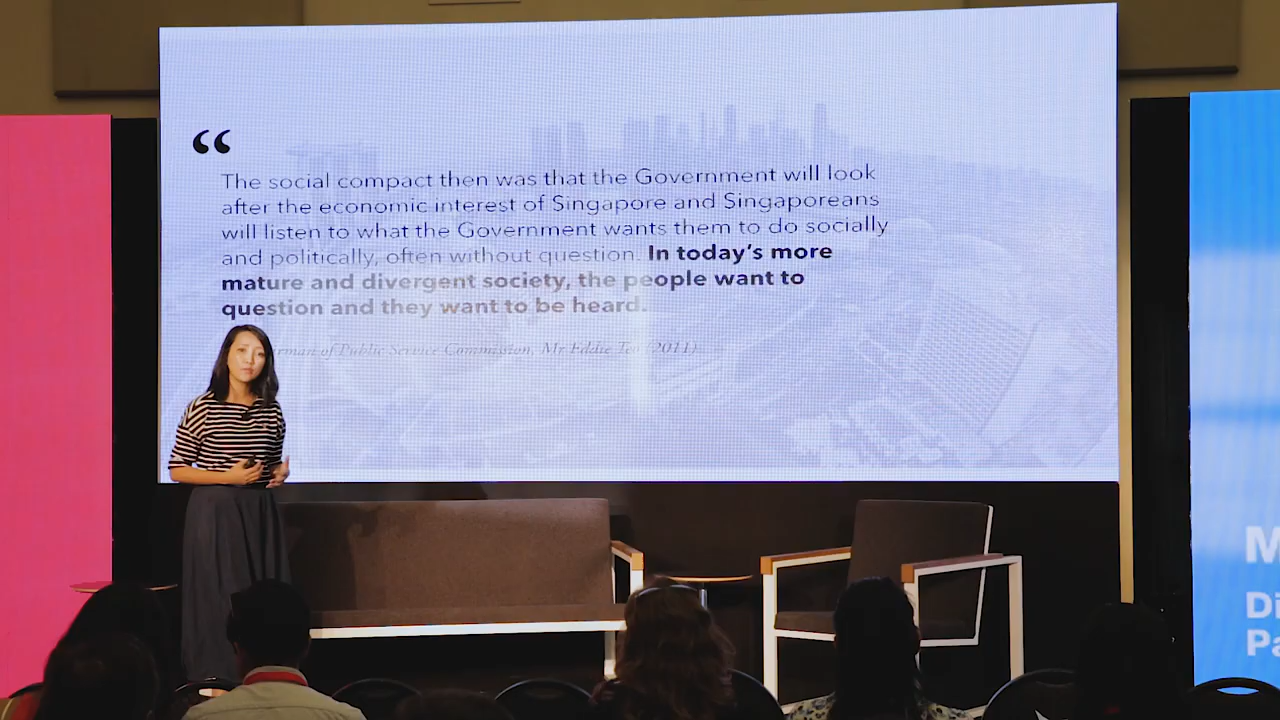 “
The social compact then was that the Government will look
after the economic interest of Singapore and Singaporeans
will listen to what the Government wants them to do socially
and politically, often without question. In today's more
mature and divergent society, the people want to
question and they want to be heard.
of Public Service Commission, Mr Eddie Teo (2011)
M
Di
Pa